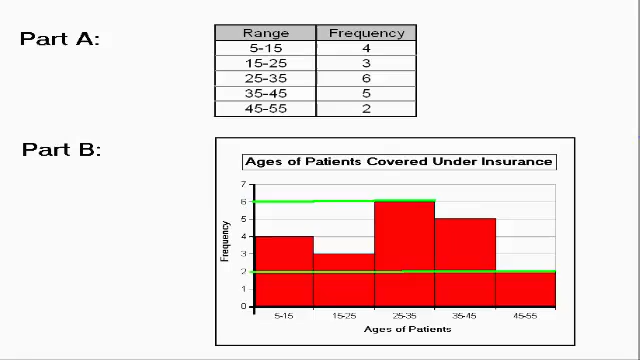 Part A:
Range Frequency
5-15 4
15-25 3
25-35 6
35-45 5
45-55 2
Part B:
Ages of Patients Covered Under Insurance
7
6
5
4
3
2
1
0
Frequency
5-15 15-25 25-35 35-45 45-55
Ages of Patients